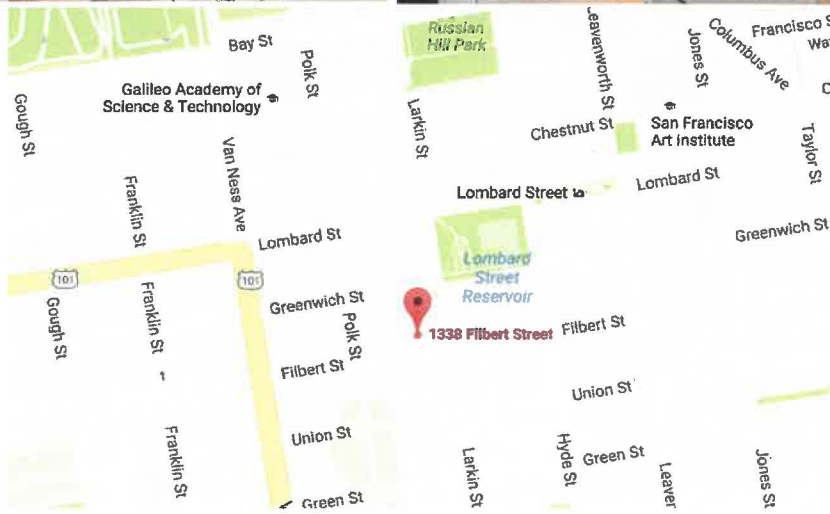 Bay St
Polk St
Galileo Academy of
Science & Technology
Gough St
Van Ness Ave
Franklin St
Lombard St
101
101
Greenwich St
Gough St
Franklin St
Polk St
Filbert St
Franklin St
Union St
Green St
Russian
Hill Park
Leavenworth St
Jones St
Columbus Ave
Francisco S
Larkin St
Chestnut St
San Francisco
Art Institute
Taylor St
Lombard Street
Lombard St
Greenwich St
Lombard
Street
Reservoir
1338 Filbert Street
Filbert St
Union St
Larkin St
Hyde St
Green St
Leaver
Jones St